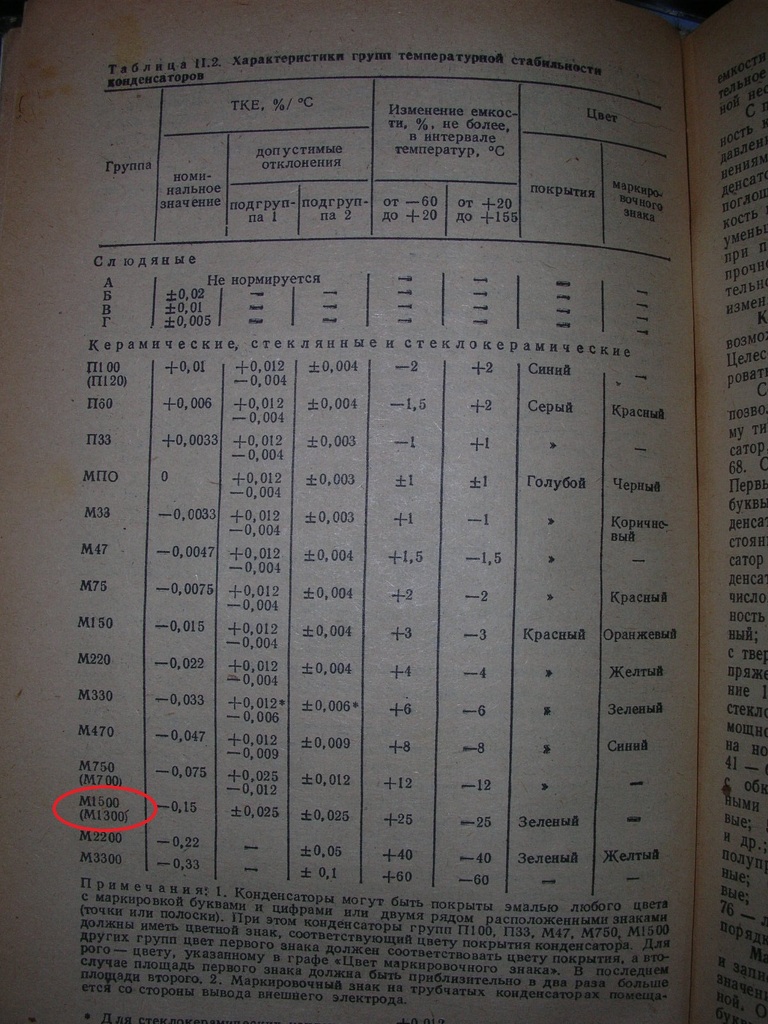 Таблица 11.2. Характеристики групп температурной стабильности
конденсаторов
Группа
ТКЕ, %/ °С
номи-
нальное
значение
допустимые
отклонения
подгруп-
па 1
подгруп-
па 2
Изменение емкос-
ти, %, не более,
в интервале
температур, °С
от —60
до +20
от +20
до +155
Цвет
покрытия
маркиро-
вочного
знака
Слюдяные
А Не нормируется — — — —
Б ±0,02 — — — — — —
В ±0,01 — — — — — —
Г ±0,005 — — — — — —
Керамические, стеклянные и стеклокерамические
П100 +0,01 +0,012 ±0,004 —2 +2 Синий —
(П120) —0,004
П60 +0,006 +0,012 ±0,004 —1,5 +2 Серый Красный
—0,004
П33 +0,0033 +0,012 ±0,003 —1 +1 » —
—0,004
МПО 0 +0,012 ±0,003 ±1 ±1 Голубой Черный
—0,004
М33 —0,0033 +0,012 ±0,003 +1 —1 » Коричне-
—0,004 вый
М47 —0,0047 +0,012 ±0,004 +1,5 —1,5 » —
—0,004
М75 —0,0075 +0,012 ±0,004 +2 —2 » Красный
—0,004
М150 —0,015 +0,012 ±0,004 +3 —3 Красный Оранжевый
—0,004
М220 —0,022 +0,012 ±0,004 +4 —4 » Желтый
—0,004
М330 —0,033 +0,012* ±0,006* +6 —6 » Зеленый
—0,006
М470 —0,047 +0,012 ±0,009 +8 —8 » Синий
—0,009
М750 —0,075 +0,025 ±0,012 +12 —12 » —
(М700) —0,012
М1500 —0,15 ±0,025 ±0,025 +25 —25 Зеленый —
(М1300)
М2200 —0,22 — ±0,05 +40 —40 Зеленый Желтый
М3300 —0,33 — ±0,1 +60 —60 — —
Примечания: 1. Конденсаторы могут быть покрыты эмалью любого цвета
с маркировкой буквами и цифрами или двумя рядом расположенными знаками
(точки или полоски). При этом конденсаторы групп П100, П33, М47, М750, М1500
должны иметь цветной знак, соответствующий цвету покрытия конденсатора. Для
других групп цвет первого знака должен соответствовать цвету покрытия, а вто-
рого — цвету, указанному в графе «Цвет маркировочного знака». В последнем
случае площадь первого знака должна быть приблизительно в два раза больше
площади второго. 2. Маркировочный знак на трубчатых конденсаторах помеща-
ется со стороны вывода внешнего электрода.
* Для